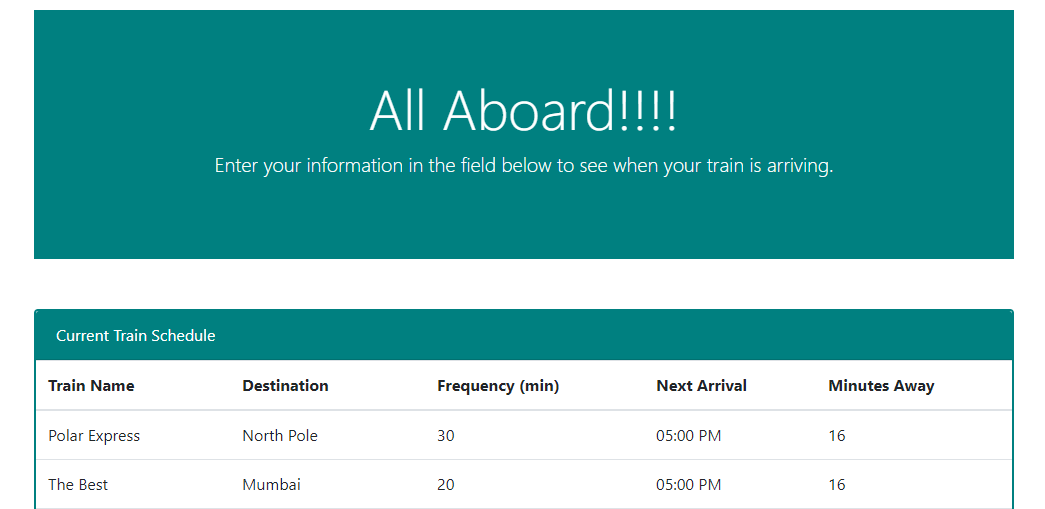 All Aboard!!!!
Enter your information in the field below to see when your train is arriving.
Current Train Schedule
Train Name Destination Frequency (min) Next Arrival Minutes Away
Polar Express North Pole 30 05:00 PM 16
The Best Mumbai 20 05:00 PM 16